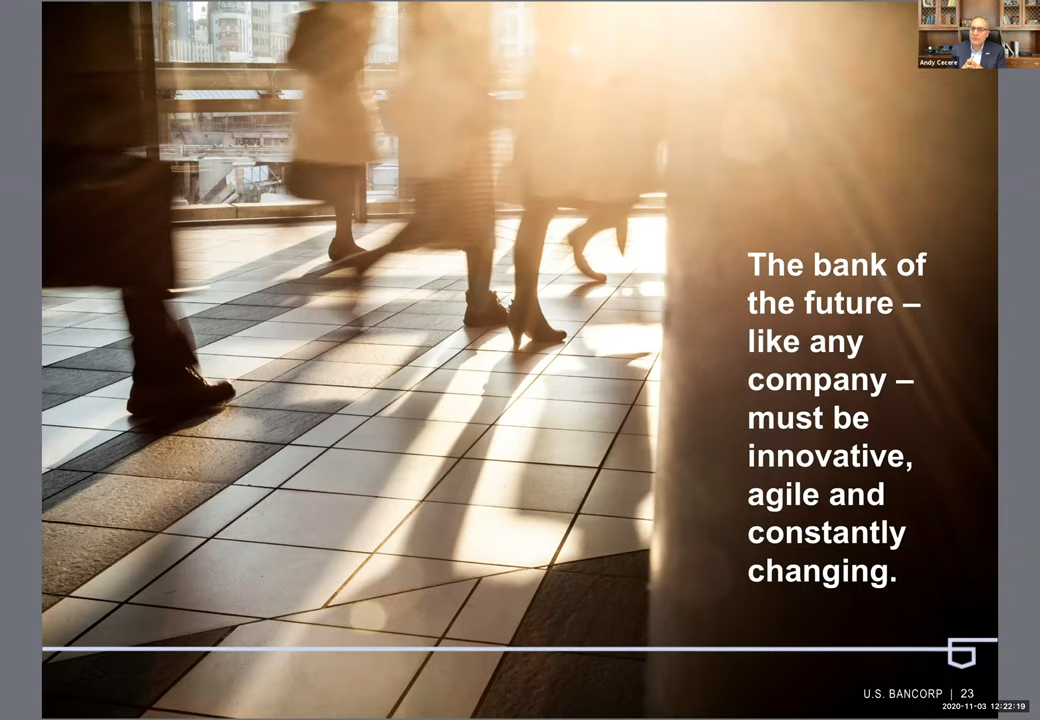 Andy Cecere
The bank of
the future –
like any
company –
must be
innovative,
agile and
constantly
changing.
U.S. BANCORP | 23
2020-11-03 12:22:19